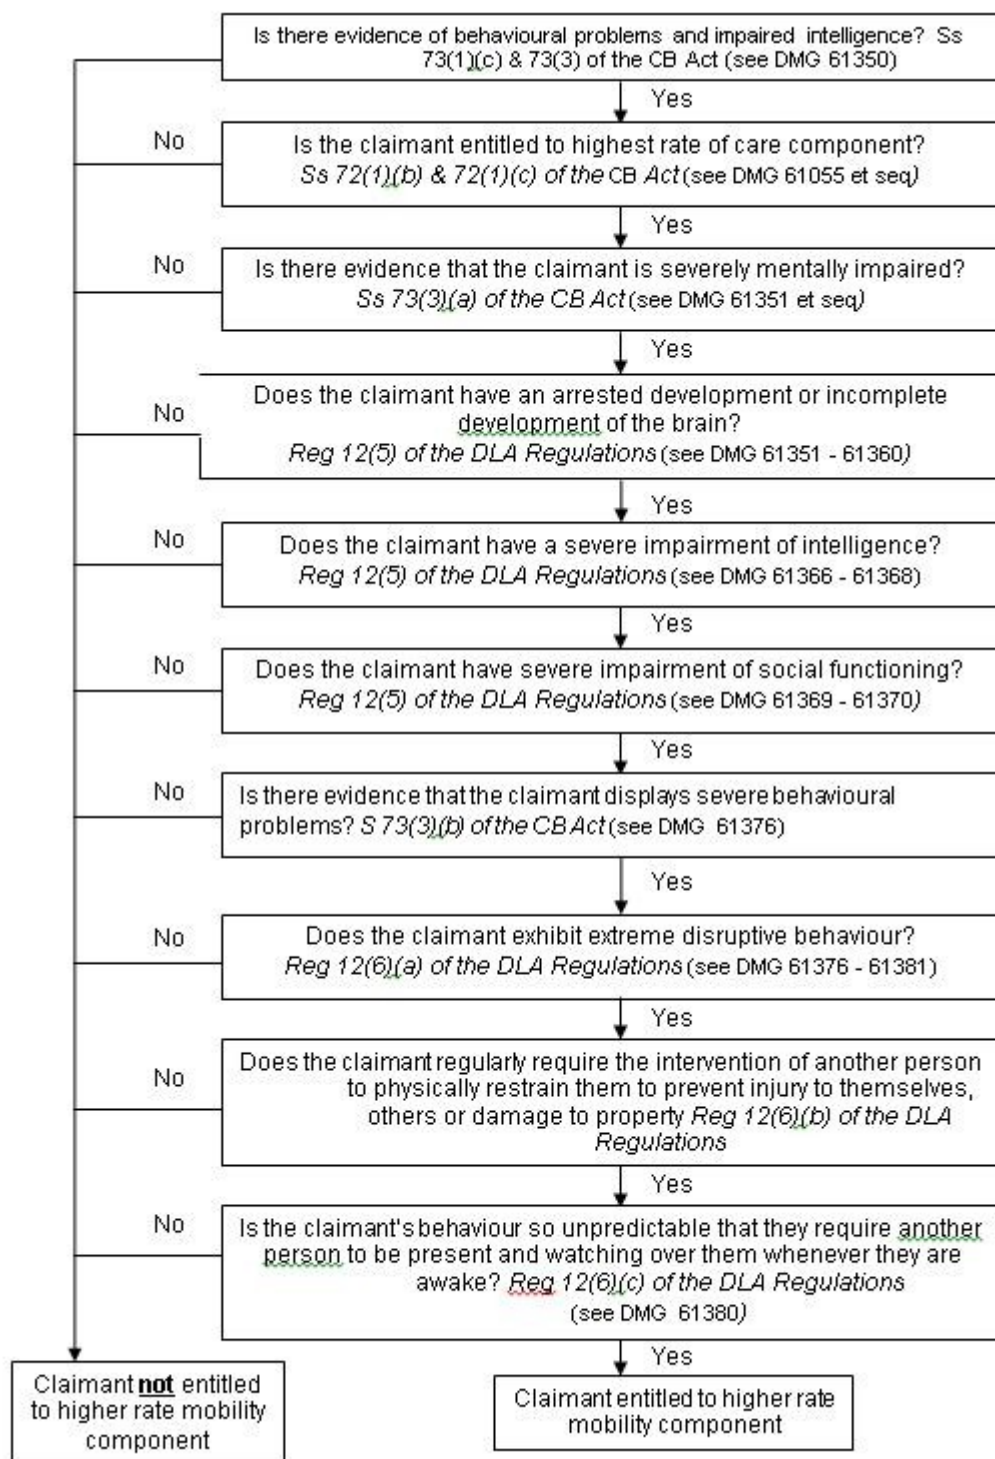 Is there evidence of behavioural problems and impaired intelligence? Ss
73(1)(c) & 73(3) of the CB Act (see DMG 61350)
Yes
No
Is the claimant entitled to highest rate of care component?
Ss 72(1)(b) & 72(1)(c) of the CB Act (see DMG 61055 et seq)
Yes
No
Is there evidence that the claimant is severely mentally impaired?
Ss 73(3)(a) of the CB Act (see DMG 61351 et seq)
Yes
No
Does the claimant have an arrested development or incomplete
development of the brain?
Reg 12(5) of the DLA Regulations (see DMG 61351 - 61360)
Yes
No
Does the claimant have a severe impairment of intelligence?
Reg 12(5) of the DLA Regulations (see DMG 61366 - 61368)
Yes
No
Does the claimant have severe impairment of social functioning?
Reg 12(5) of the DLA Regulations (see DMG 61369 - 61370)
Yes
No
Is there evidence that the claimant displays severe behavioural
problems? S 73(3)(b) of the CB Act (see DMG 61376)
Yes
No
Does the claimant exhibit extreme disruptive behaviour?
Reg 12(6)(a) of the DLA Regulations (see DMG 61376 - 61381)
Yes
No
Does the claimant regularly require the intervention of another person
to physically restrain them to prevent injury to themselves,
others or damage to property Reg 12(6)(b) of the DLA
Regulations
Yes
No
Is the claimant's behaviour so unpredictable that they require another
person to be present and watching over them whenever they are
awake? Reg 12(6)(c) of the DLA Regulations
(see DMG 61380)
Yes
Claimant not entitled
to higher rate mobility
component
Claimant entitled to higher rate
mobility component